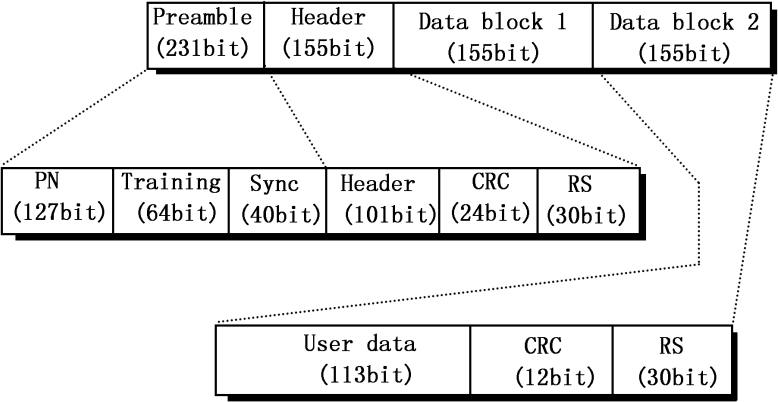 Preamble Header Data block 1 Data block 2
(231bit) (155bit) (155bit) (155bit)
PN Training Sync Header CRC RS
(127bit) (64bit) (40bit) (101bit) (24bit) (30bit)
User data CRC RS
(113bit) (12bit) (30bit)